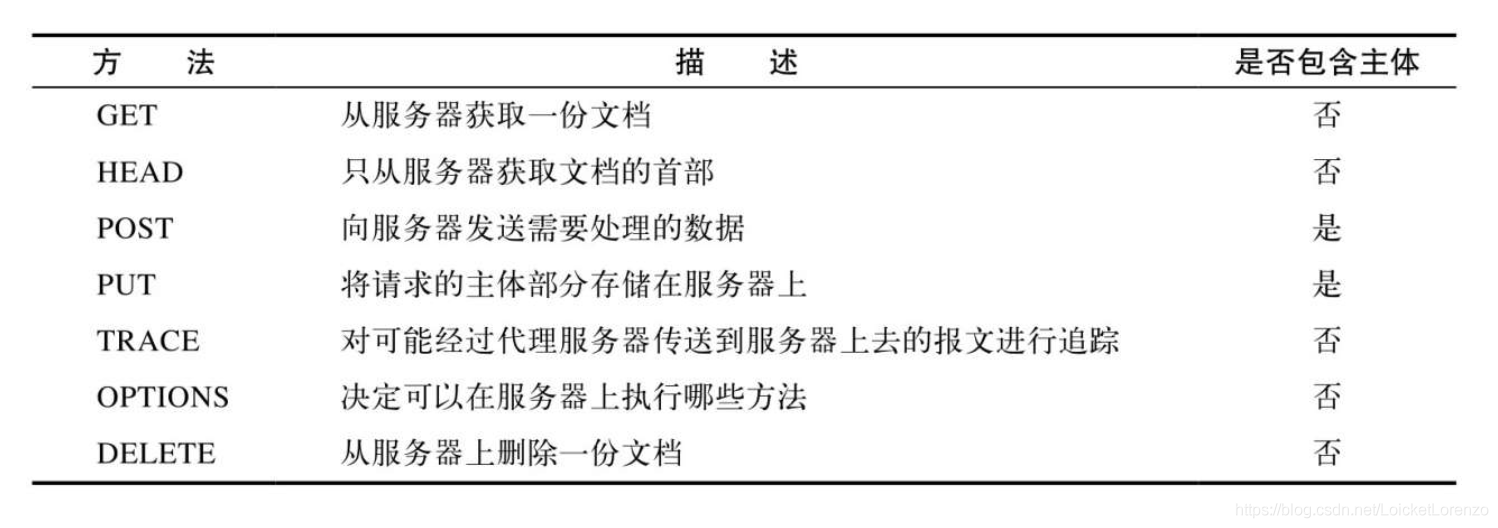 方 法 描 述 是否包含主体
GET 从服务器获取一份文档 否
HEAD 只从服务器获取文档的首部 否
POST 向服务器发送需要处理的数据 是
PUT 将请求的主体部分存储在服务器上 是
TRACE 对可能经过代理服务器传送到服务器上去的报文进行追踪 否
OPTIONS 决定可以在服务器上执行哪些方法 否
DELETE 从服务器上删除一份文档 否
https://blog.csdn.net/LoicketLorenzo